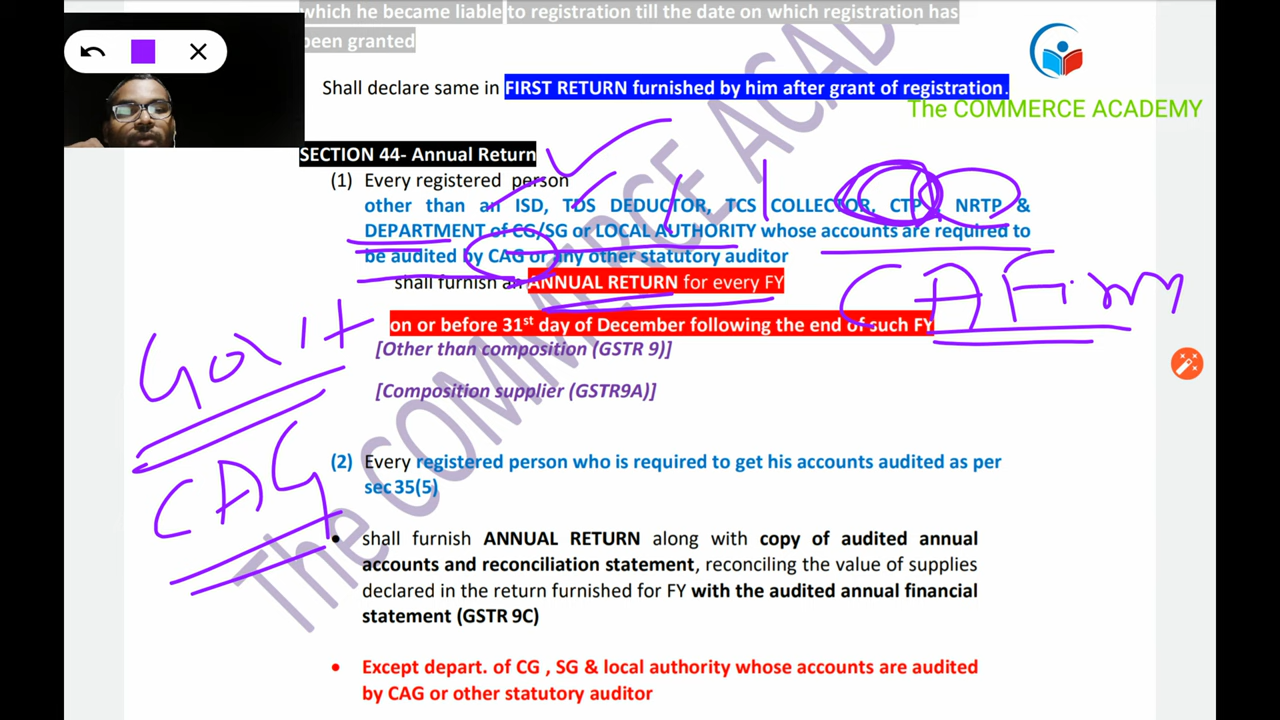 which he became liable to registration till the date on which registration has
been granted
Shall declare same in FIRST RETURN furnished by him after grant of registration.
The COMMERCE ACADEMY
SECTION 44- Annual Return
(1) Every registered person
other than an ISD, TDS DEDUCTOR, TCS COLLECTOR, CTP , NRTP &
DEPARTMENT of CG/SG or LOCAL AUTHORITY whose accounts are required to
be audited by CAG or any other statutory auditor
shall furnish an ANNUAL RETURN for every FY
CA Firm
on or before 31st day of December following the end of such FY
Govt
[Other than composition (GSTR 9)]
[Composition supplier (GSTR9A)]
CAG
(2) Every registered person who is required to get his accounts audited as per
sec 35(5)
• shall furnish ANNUAL RETURN along with copy of audited annual
accounts and reconciliation statement, reconciling the value of supplies
declared in the return furnished for FY with the audited annual financial
statement (GSTR 9C)
• Except depart. of CG , SG & local authority whose accounts are audited
by CAG or other statutory auditor
The COMMERCE ACAD